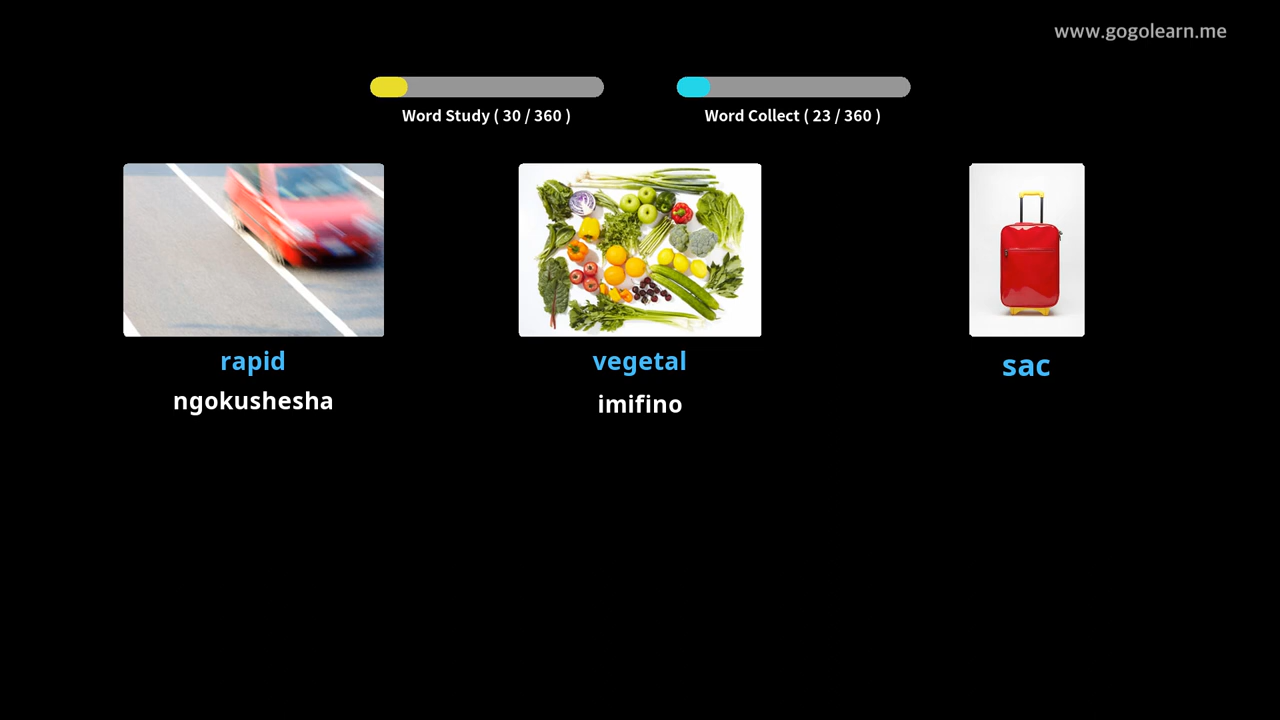 www.gogolearn.me
Word Study ( 30 / 360 )
Word Collect ( 23 / 360 )
rapid
ngokushesha
vegetal
imifino
sac